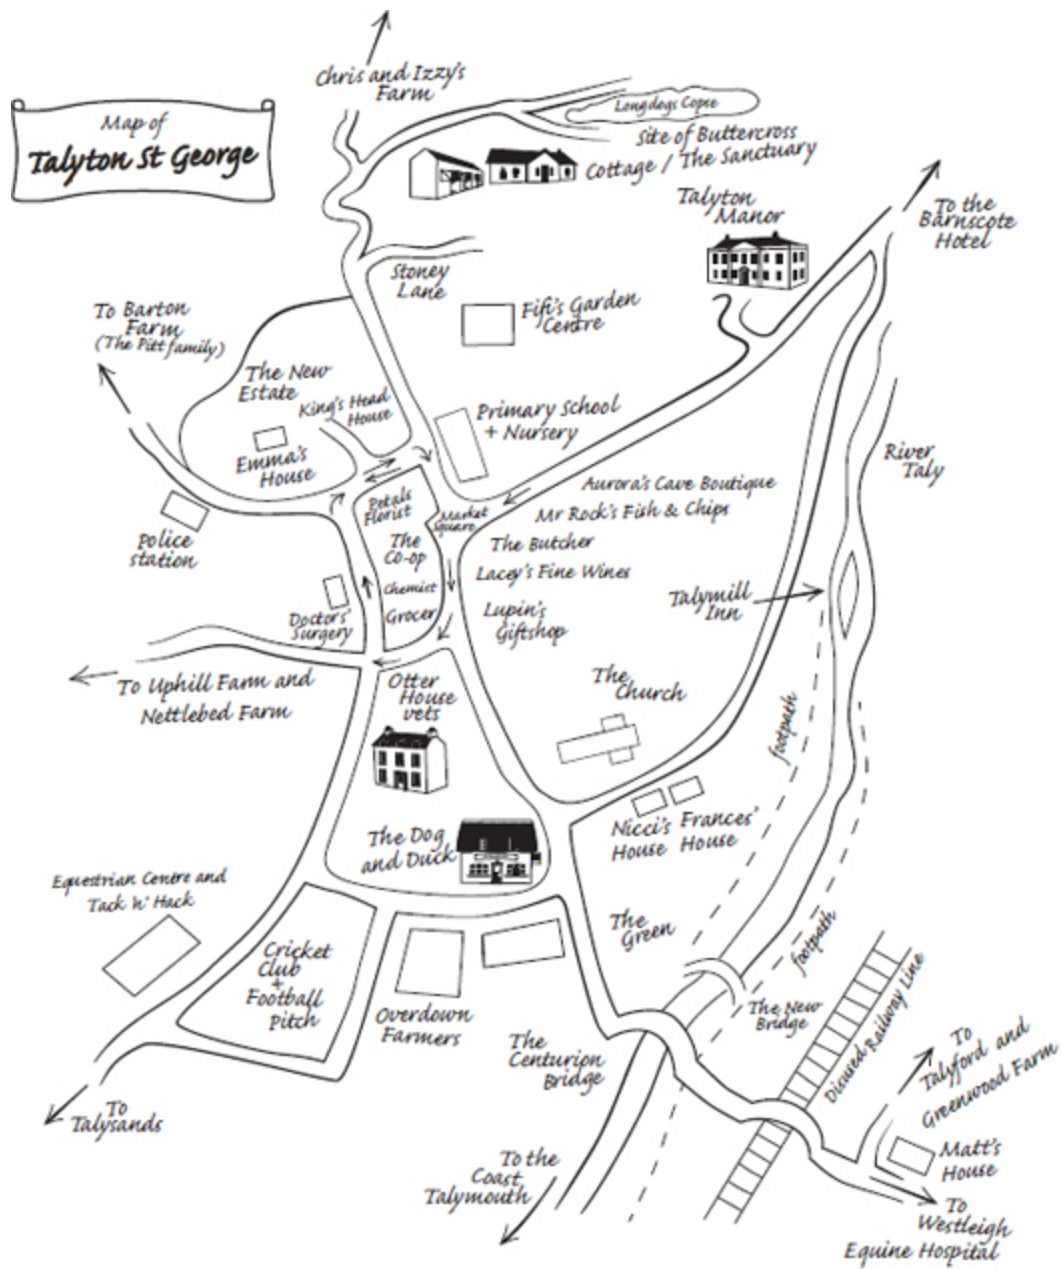 Chris and Izzy's
Farm
Map of
Talyton St George
Longdogs Copse
Site of Buttercross
Cottage / The Sanctuary
Talyton
Manor
To the
Barnscote
Hotel
Stoney
Lane
To Barton
Farm
(The Pitt family)
Fifi's Garden
Centre
The New
Estate
King's Head
House
Primary School
+ Nursery
Emma's
House
River
Taly
Petals
Florist
Market
Square
Aurora's Cave Boutique
Mr Rock's Fish & Chips
Police
station
The
Co-op
The Butcher
Lacey's Fine Wines
Chemist
Grocer
Talymill
Inn
Doctors'
Surgery
Lupin's
Giftshop
To Uphill Farm and
Nettlebed Farm
Otter
House
vets
The
Church
footpath
The Dog
and Duck
Nicci's
House
Frances'
House
Equestrian Centre and
Tack 'n' Hack
The
Green
footpath
Cricket
Club
+
Football
Pitch
Overdown
Farmers
The
Centurion
Bridge
The New
Bridge
Disused Railway Line
To
Talyford and
Greenwood Farm
To
Talysands
Matt's
House
To the
Coast
Talymouth
To
Westleigh
Equine Hospital